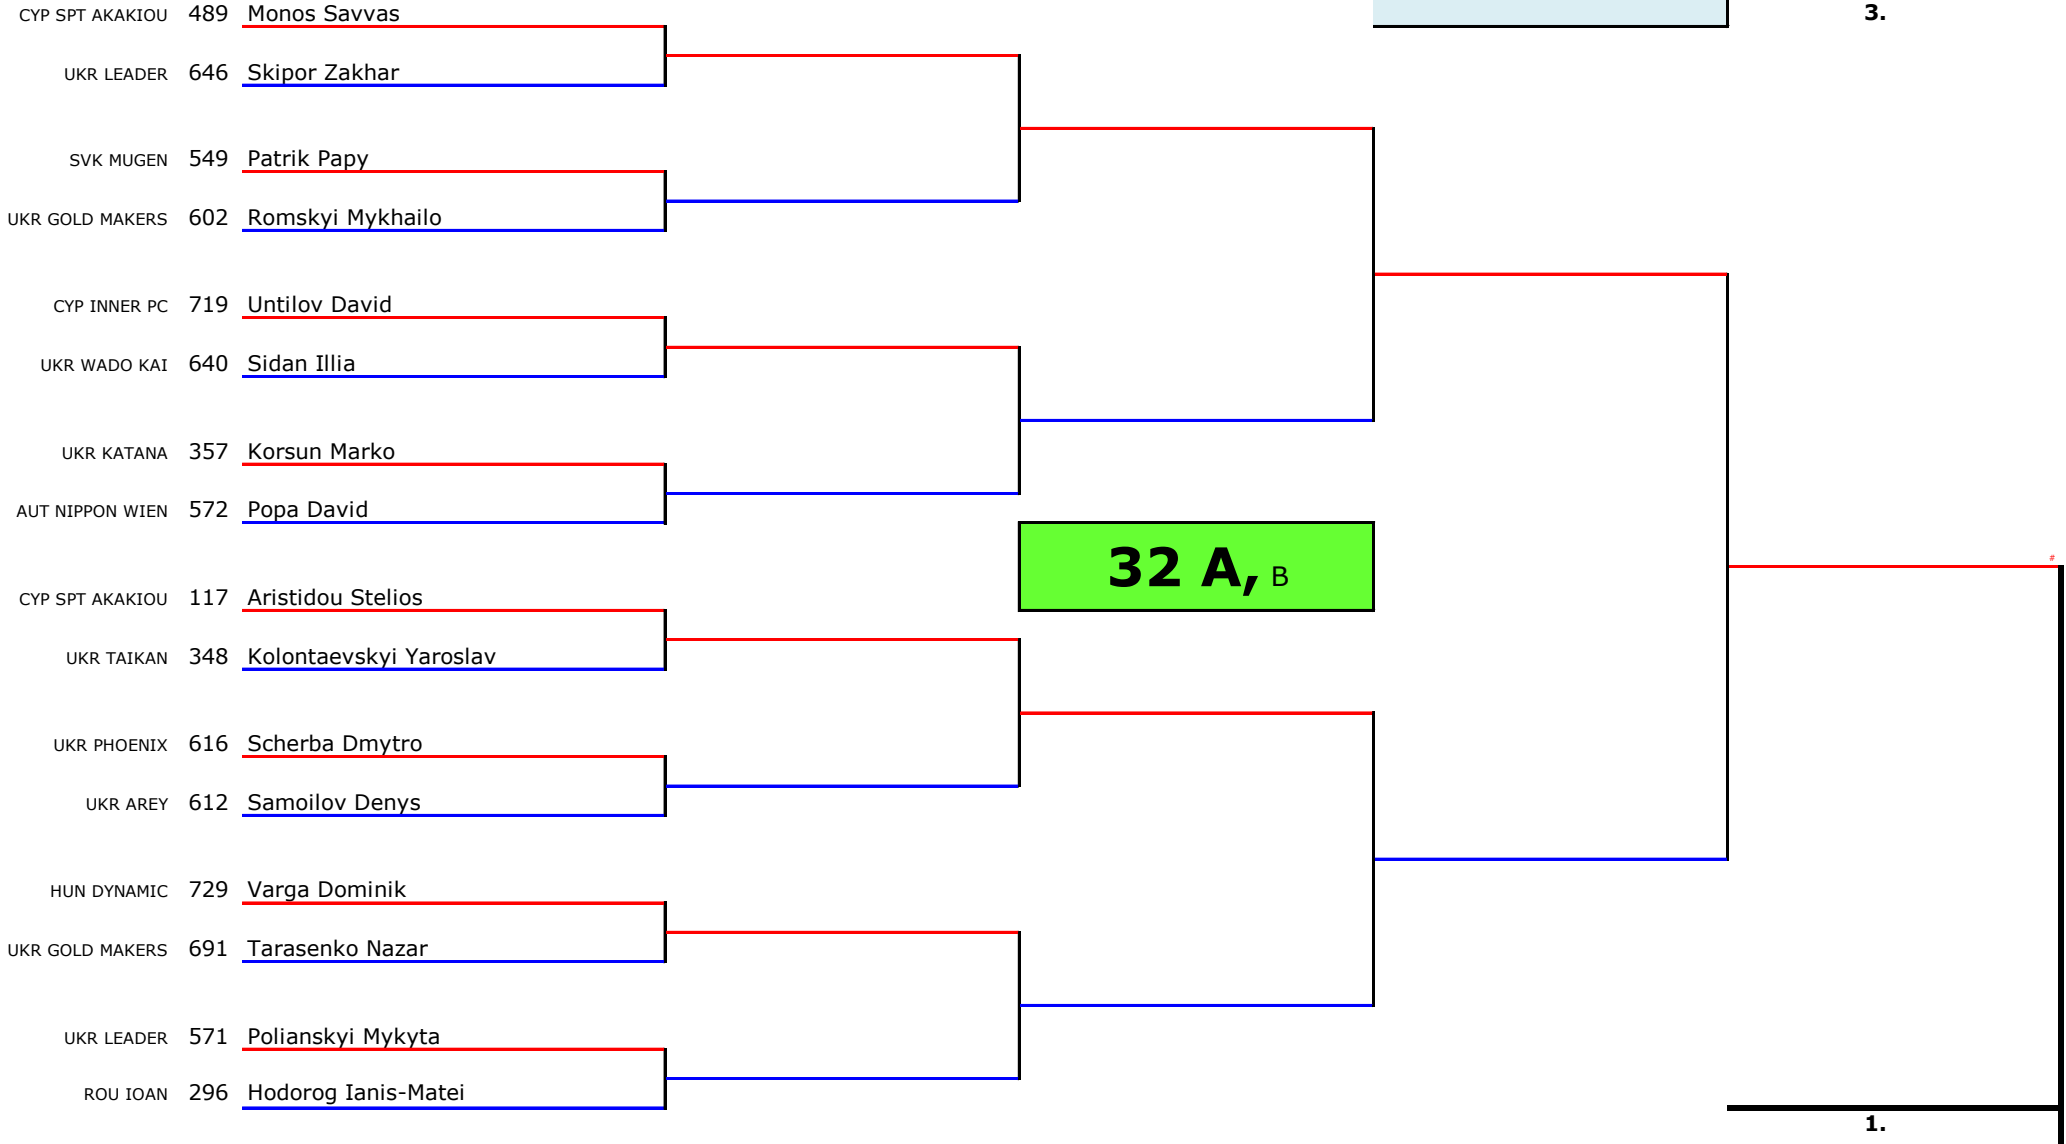 CYP SPT AKAKIOU 489 Monos Savvas
3.
UKR LEADER 646 Skipor Zakhar
SVK MUGEN 549 Patrik Papy
UKR GOLD MAKERS 602 Romskyi Mykhailo
CYP INNER PC 719 Untilov David
UKR WADO KAI 640 Sidan Illia
UKR KATANA 357 Korsun Marko
AUT NIPPON WIEN 572 Popa David
32 A, B
#
CYP SPT AKAKIOU 117 Aristidou Stelios
UKR TAIKAN 348 Kolontaevskyi Yaroslav
UKR PHOENIX 616 Scherba Dmytro
UKR AREY 612 Samoilov Denys
HUN DYNAMIC 729 Varga Dominik
UKR GOLD MAKERS 691 Tarasenko Nazar
UKR LEADER 571 Polianskyi Mykyta
ROU IOAN 296 Hodorog Ianis-Matei
1.